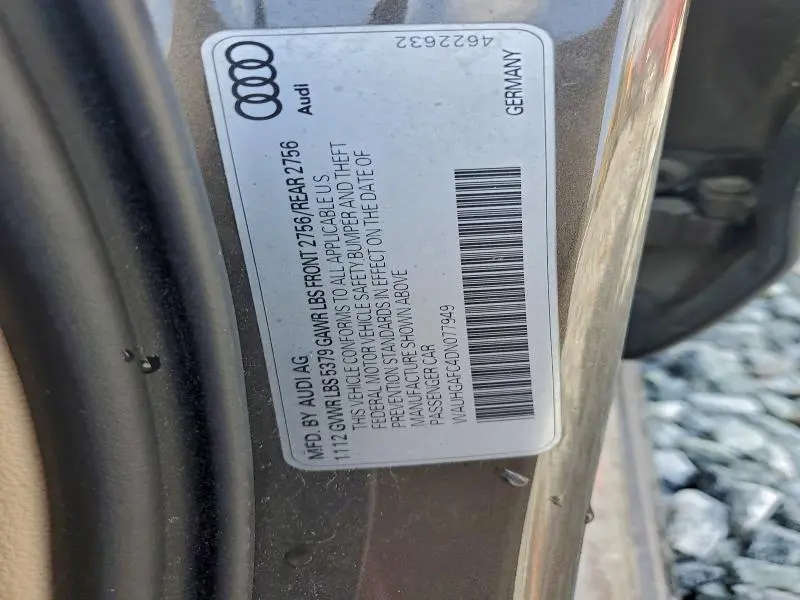 Audi
4622632
GERMANY
MFD. BY AUDI AG
1112 GVWR LBS 5379 GAWR LBS FRONT 2756/REAR 2756
THIS VEHICLE CONFORMS TO ALL APPLICABLE U S
FEDERAL MOTOR VEHICLE SAFETY BUMPER AND THEFT
PREVENTION STANDARDS IN EFFECT ON THE DATE OF
MANUFACTURE SHOWN ABOVE
PASSENGER CAR
WAUHGAFC4DN077949